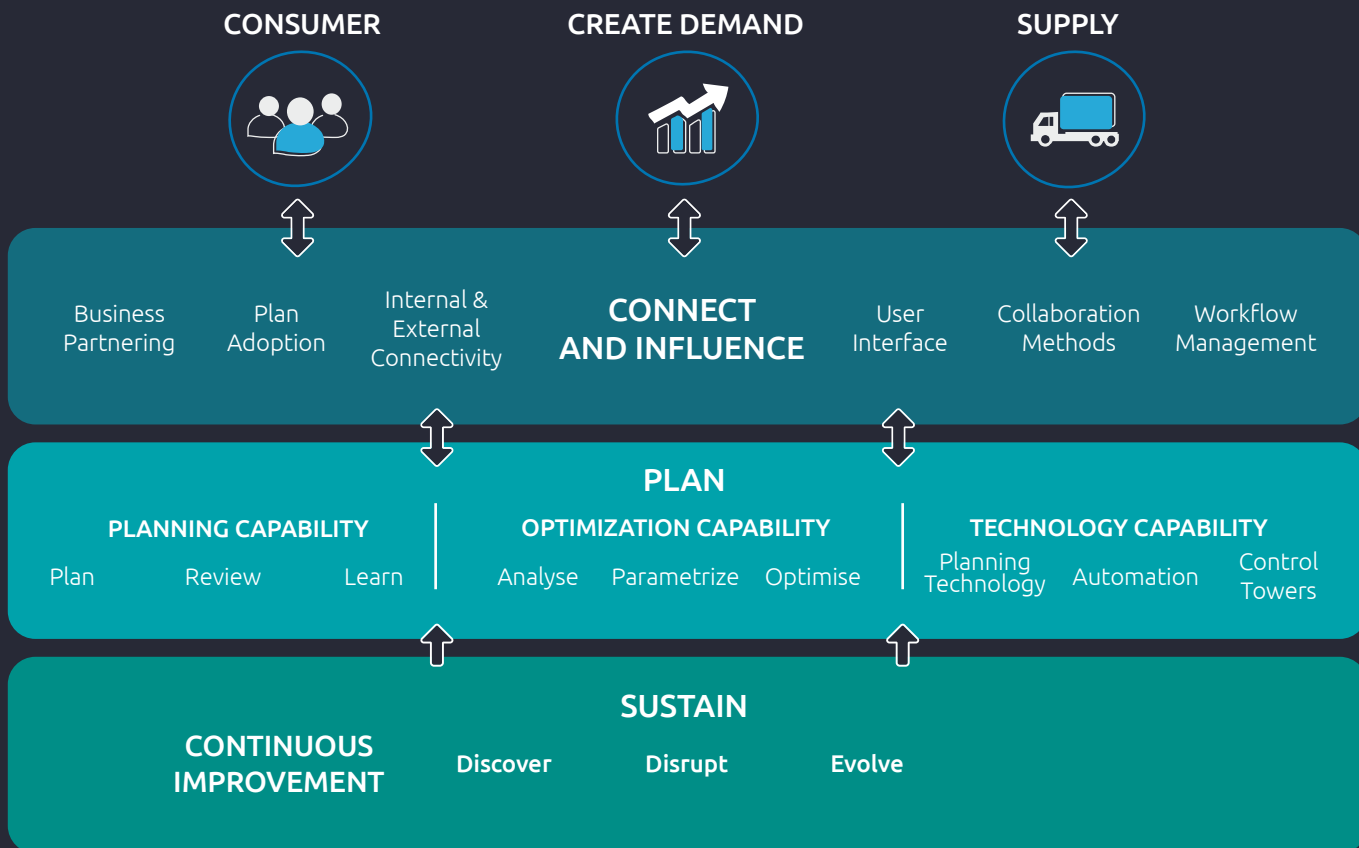 CONSUMER
CREATE DEMAND
SUPPLY
Business
Partnering
Plan
Adoption
Internal &
External
Connectivity
CONNECT
AND INFLUENCE
User
Interface
Collaboration
Methods
Workflow
Management
PLAN
PLANNING CAPABILITY
Plan
Review
Learn
OPTIMIZATION CAPABILITY
Analyse
Parametrize
Optimise
TECHNOLOGY CAPABILITY
Planning
Technology
Automation
Control
Towers
SUSTAIN
CONTINUOUS
IMPROVEMENT
Discover
Disrupt
Evolve